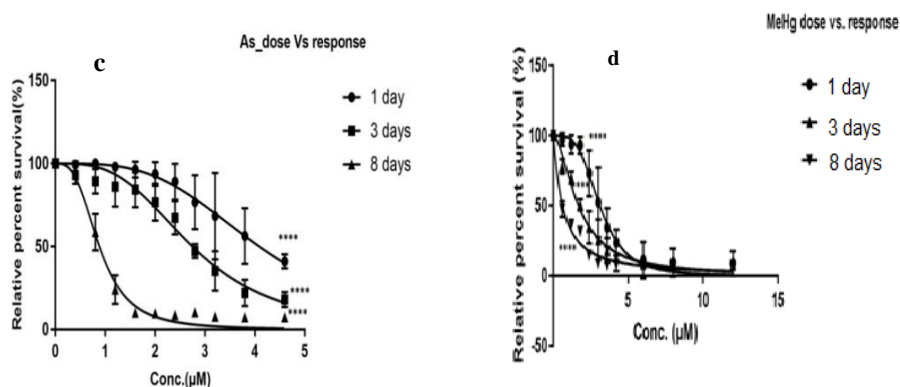 As_dose Vs response
c
1 day
3 days
8 days
Relative percent survival(%)
150
100
50
0
0 1 2 3 4 5
Conc.(µM)
****
****
****
MeHg dose vs. response
d
1 day
3 days
8 days
Relative percent survival (%)
150
100
50
0
-50
5 10 15
Conc. (µM)
****
****
****